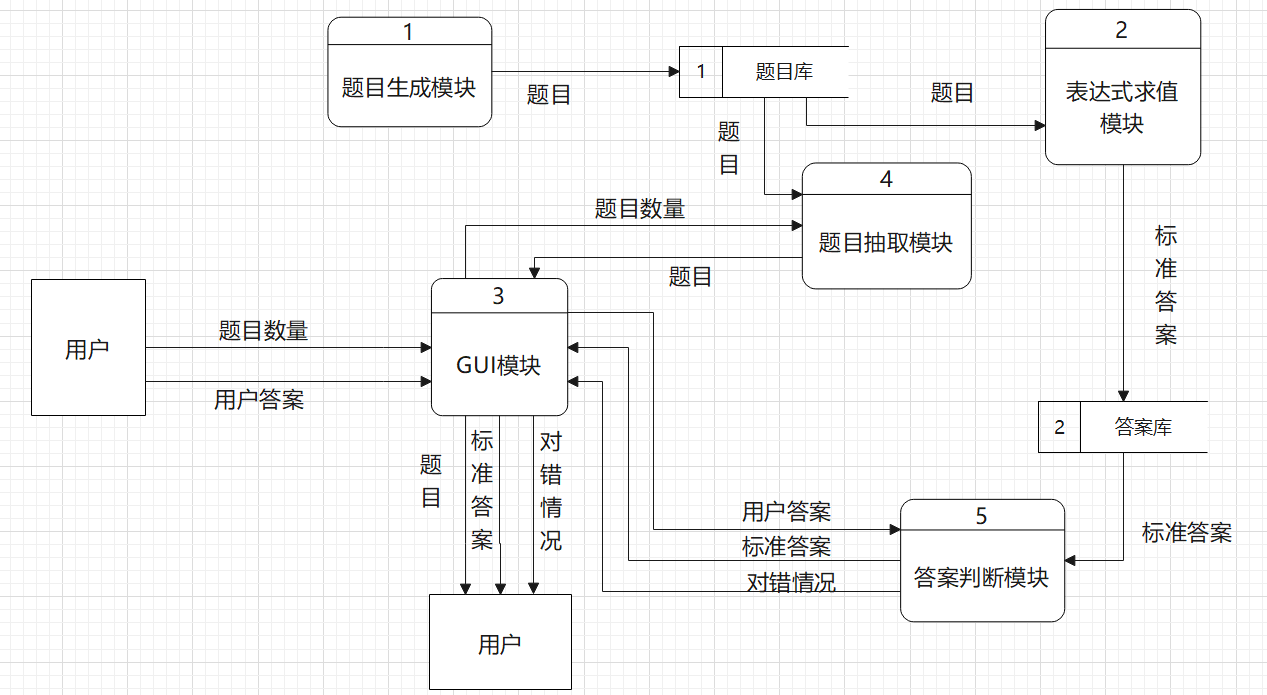 1
题目生成模块
题目
1
题目库
题目
2
表达式求值
模块
题
目
4
题目抽取模块
题目数量
题目
标
准
答
案
用户
题目数量
用户答案
3
GUI模块
2
答案库
题
目
标
准
答
案
对
错
情
况
用户答案
标准答案
对错情况
5
答案判断模块
标准答案
用户